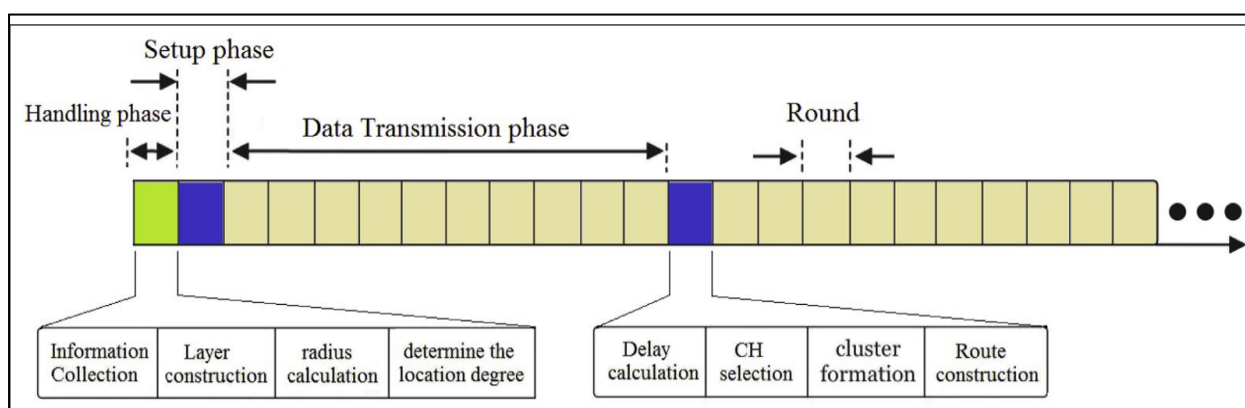 Setup phase
Handling phase
Data Transmission phase
Round
Information
Collection
Layer
construction
radius
calculation
determine the
location degree
Delay
calculation
CH
selection
cluster
formation
Route
construction